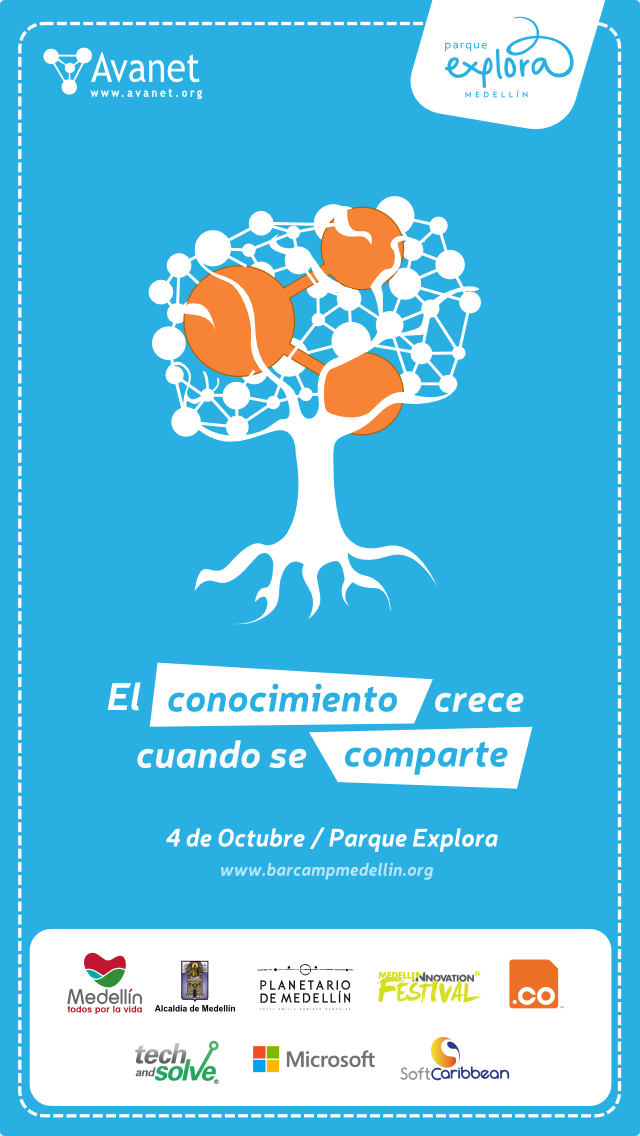 Avanet
www.avanet.org
parque
explora
MEDELLÍN
El conocimiento crece
cuando se comparte
4 de Octubre / Parque Explora
www.barcampmedellin.org
Medellín
todos por la vida
Alcaldía de Medellín
PLANETARIO
DE MEDELLÍN
MEDELLIN INNOVATION
FESTIVAL
.co
tech
and solve
Microsoft
SoftCaribbean